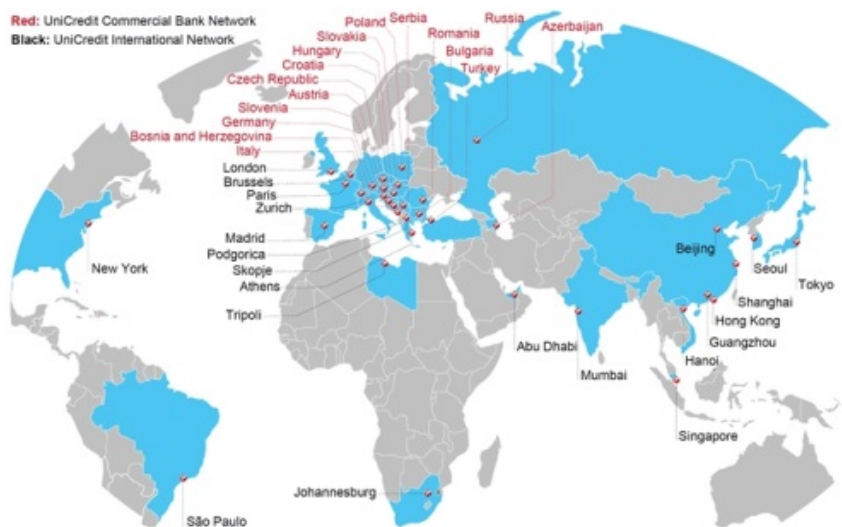 Red: UniCredit Commercial Bank Network
Black: UniCredit International Network
Poland
Serbia
Russia
Azerbaijan
Slovakia
Romania
Hungary
Bulgaria
Croatia
Turkey
Czech Republic
Austria
Slovenia
Germany
Bosnia and Herzegovina
Italy
London
Brussels
Paris
Zurich
Madrid
Podgorica
Skopje
Athens
Tripoli
New York
Beijing
Seoul
Tokyo
Shanghai
Hong Kong
Guangzhou
Hanoi
Abu Dhabi
Mumbai
Singapore
Johannesburg
São Paulo